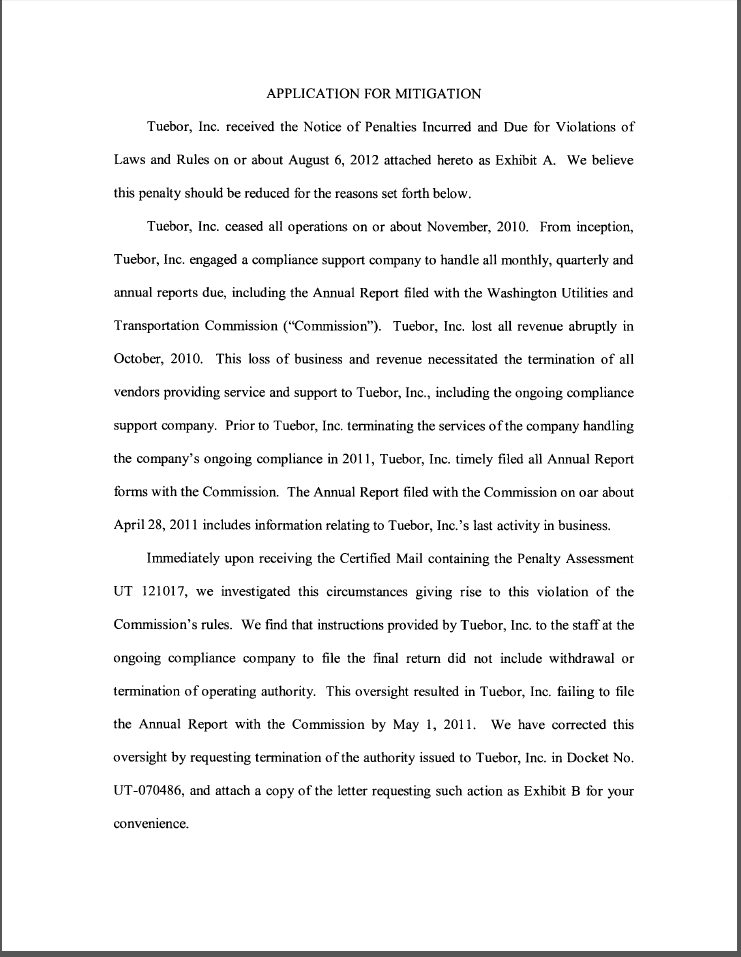 APPLICATION FOR MITIGATION
Tuebor, Inc. received the Notice of Penalties Incurred and Due for Violations of
Laws and Rules on or about August 6, 2012 attached hereto as Exhibit A. We believe
this penalty should be reduced for the reasons set forth below.
Tuebor, Inc. ceased all operations on or about November, 2010. From inception,
Tuebor, Inc. engaged a compliance support company to handle all monthly, quarterly and
annual reports due, including the Annual Report filed with the Washington Utilities and
Transportation Commission (“Commission”). Tuebor, Inc. lost all revenue abruptly in
October, 2010. This loss of business and revenue necessitated the termination of all
vendors providing service and support to Tuebor, Inc., including the ongoing compliance
support company. Prior to Tuebor, Inc. terminating the services of the company handling
the company’s ongoing compliance in 2011, Tuebor, Inc. timely filed all Annual Report
forms with the Commission. The Annual Report filed with the Commission on oar about
April 28, 2011 includes information relating to Tuebor, Inc.’s last activity in business.
Immediately upon receiving the Certified Mail containing the Penalty Assessment
UT 121017, we investigated this circumstances giving rise to this violation of the
Commission’s rules. We find that instructions provided by Tuebor, Inc. to the staff at the
ongoing compliance company to file the final return did not include withdrawal or
termination of operating authority. This oversight resulted in Tuebor, Inc. failing to file
the Annual Report with the Commission by May 1, 2011. We have corrected this
oversight by requesting termination of the authority issued to Tuebor, Inc. in Docket No.
UT-070486, and attach a copy of the letter requesting such action as Exhibit B for your
convenience.